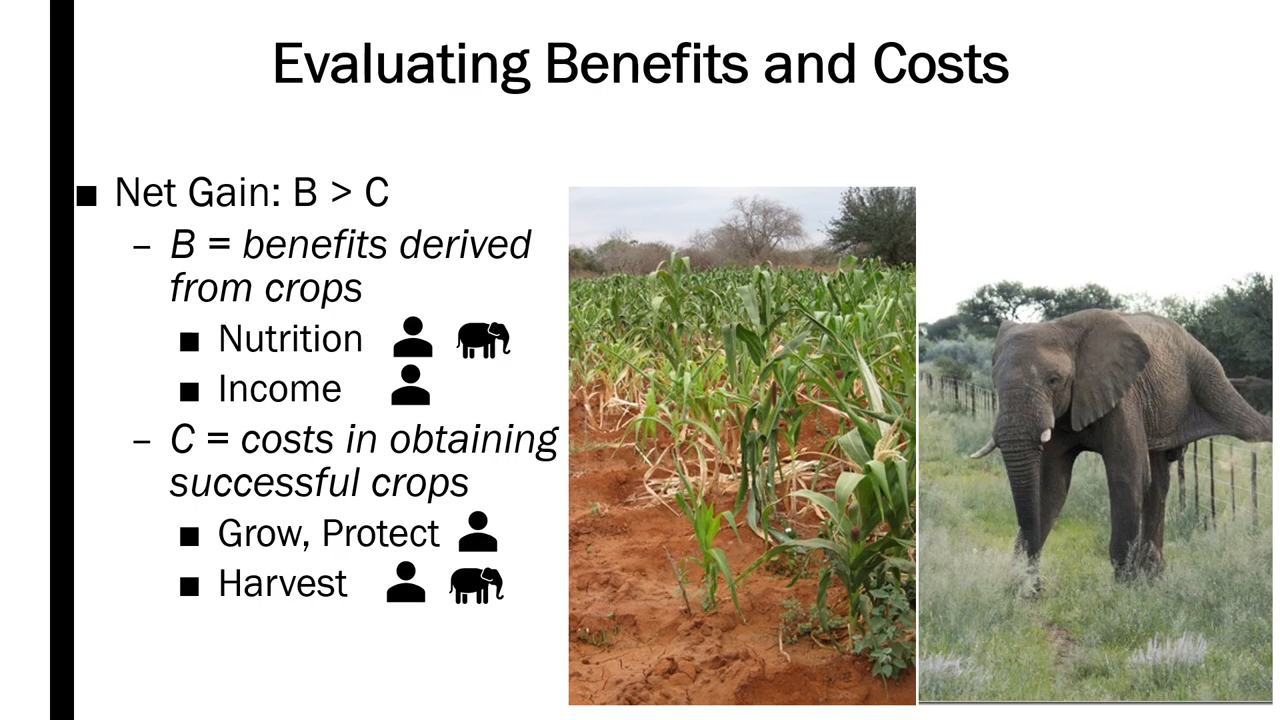 Evaluating Benefits and Costs
■ Net Gain: B > C
– B = benefits derived
from crops
■ Nutrition
■ Income
– C = costs in obtaining
successful crops
■ Grow, Protect
■ Harvest